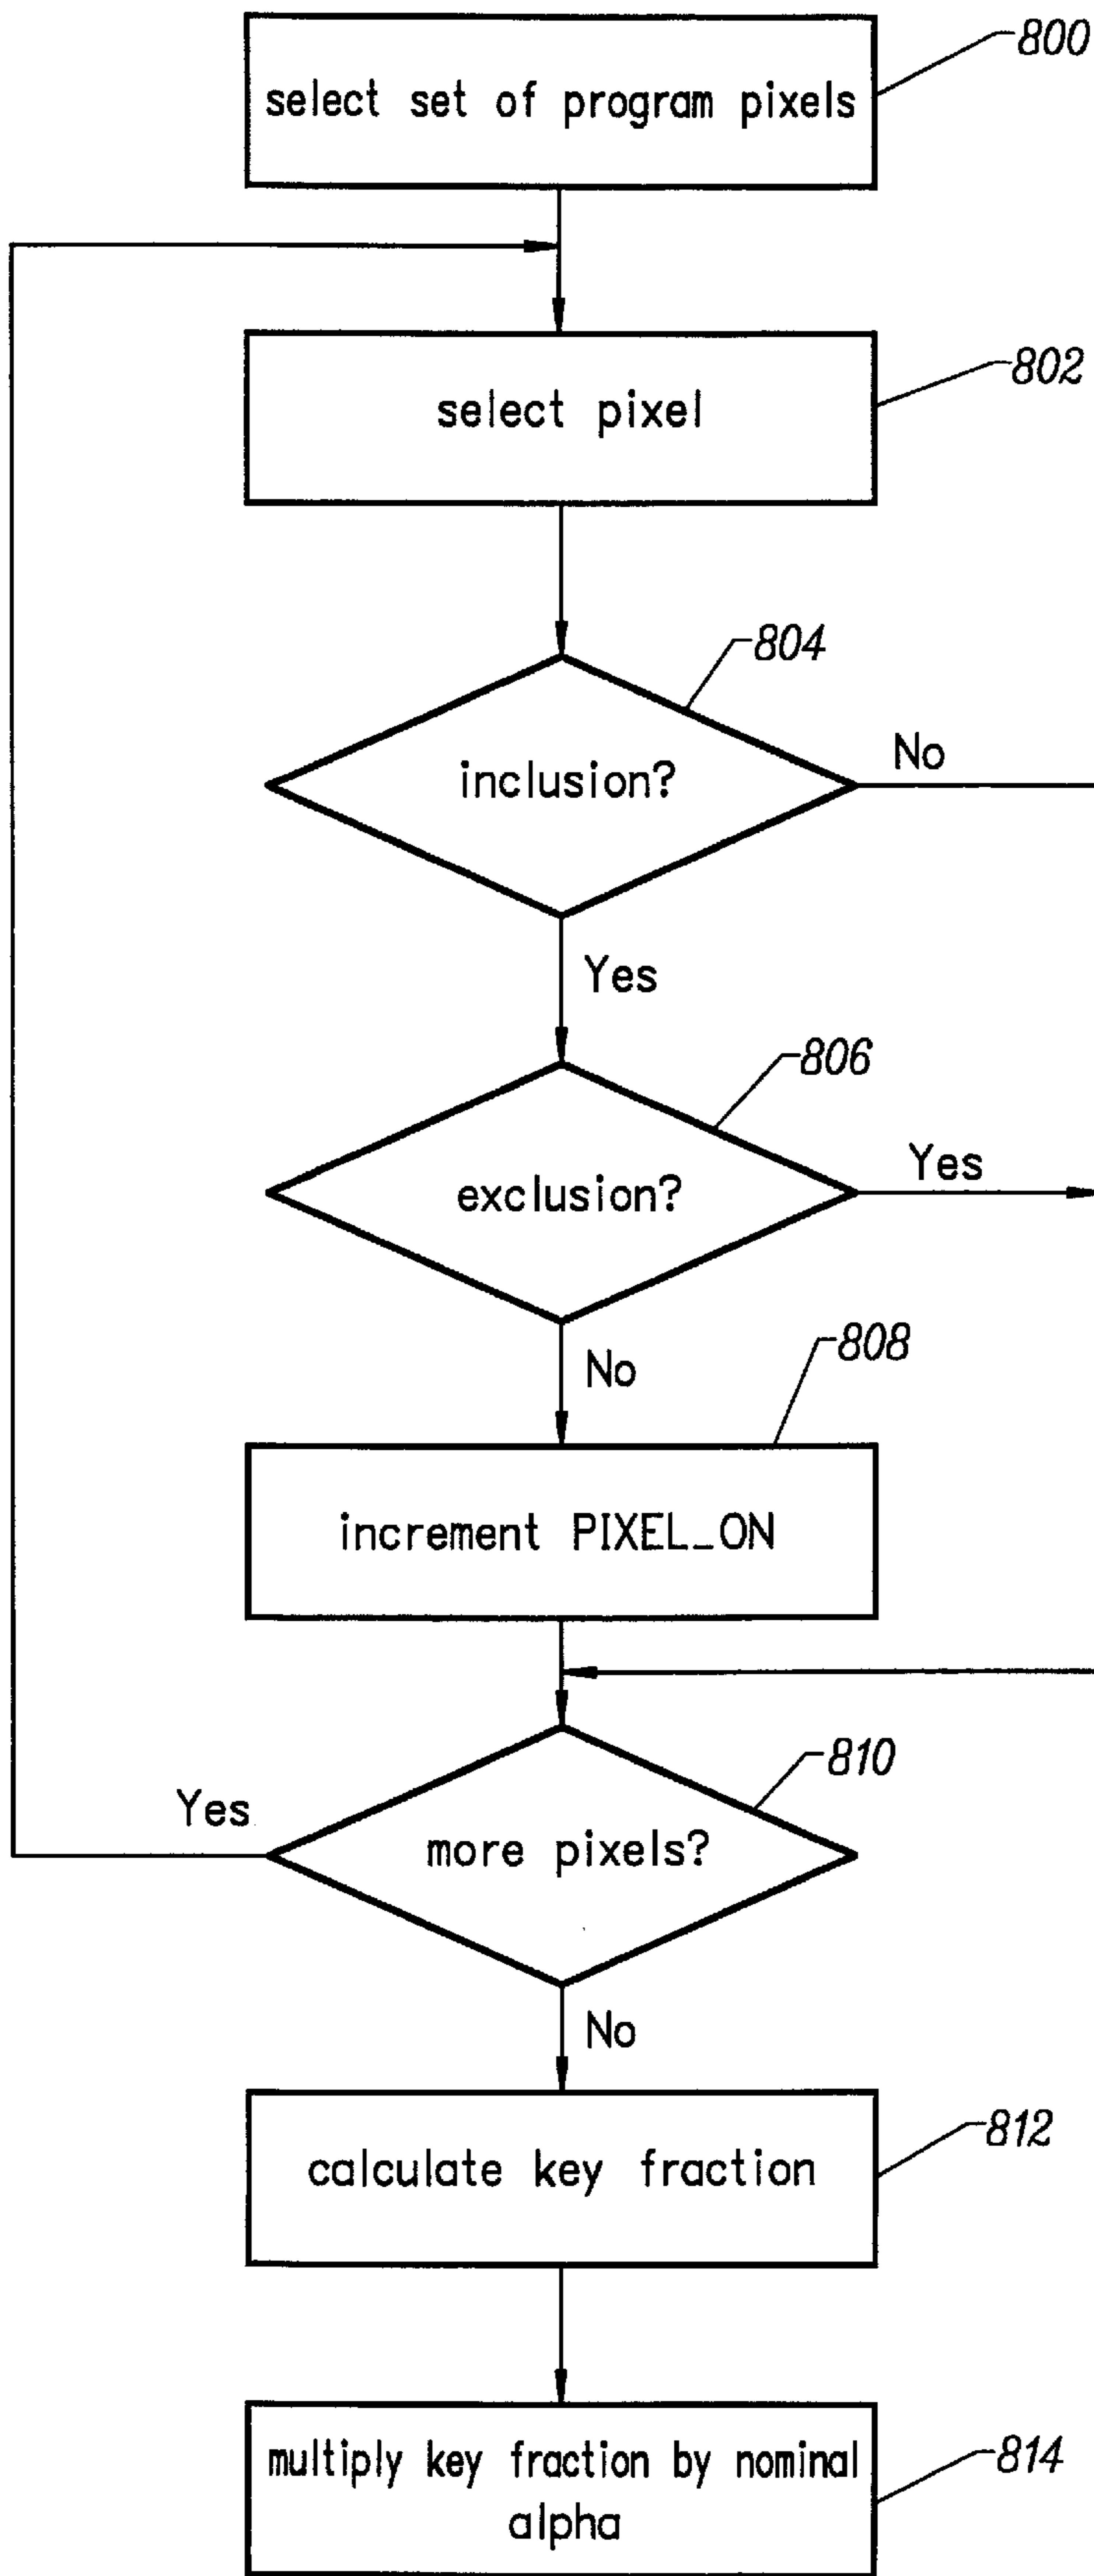 800
select set of program pixels
802
select pixel
804
inclusion?
No
Yes
806
exclusion?
Yes
No
808
increment PIXEL_ON
810
Yes
more pixels?
No
812
calculate key fraction
814
multiply key fraction by nominal
alpha